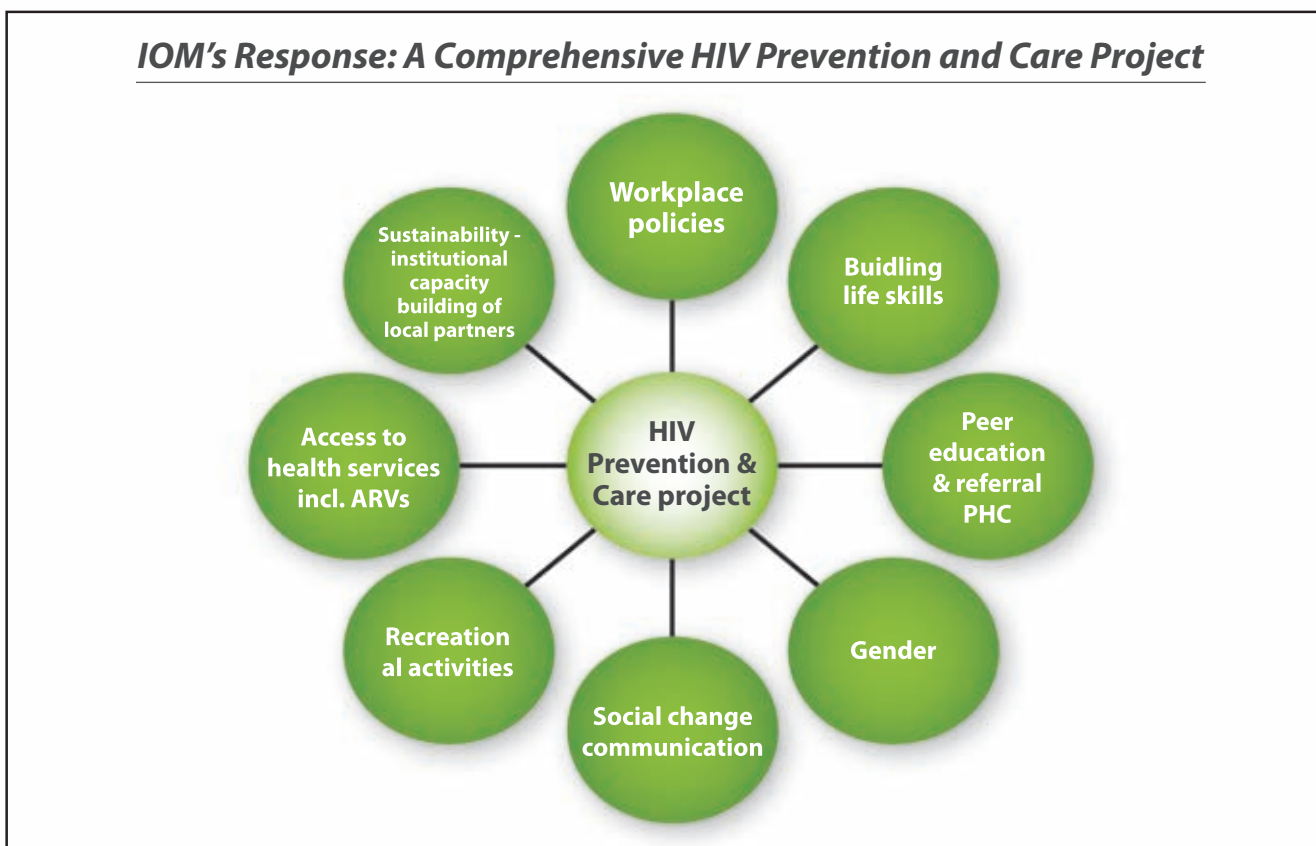 IOM's Response: A Comprehensive HIV Prevention and Care Project
Workplace
policies
Buidling
life skills
Peer
education
& referral
PHC
Gender
Social change
communication
Recreation
al activities
Access to
health services
incl. ARVs
Sustainability -
institutional
capacity
building of
local partners
HIV
Prevention &
Care project